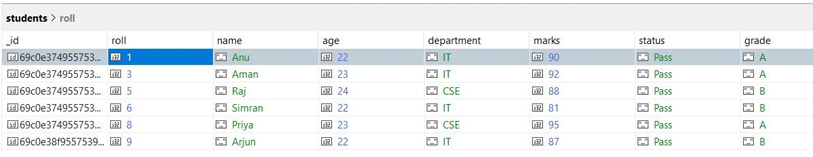 students > roll
_id roll name age department marks status grade
69c0e374955753... 1 Anu 22 IT 90 Pass A
69c0e374955753... 3 Aman 23 IT 92 Pass A
69c0e374955753... 5 Raj 24 CSE 88 Pass B
69c0e374955753... 6 Simran 22 IT 81 Pass B
69c0e374955753... 8 Priya 23 CSE 95 Pass A
69c0e38f9557539... 9 Arjun 22 IT 87 Pass B